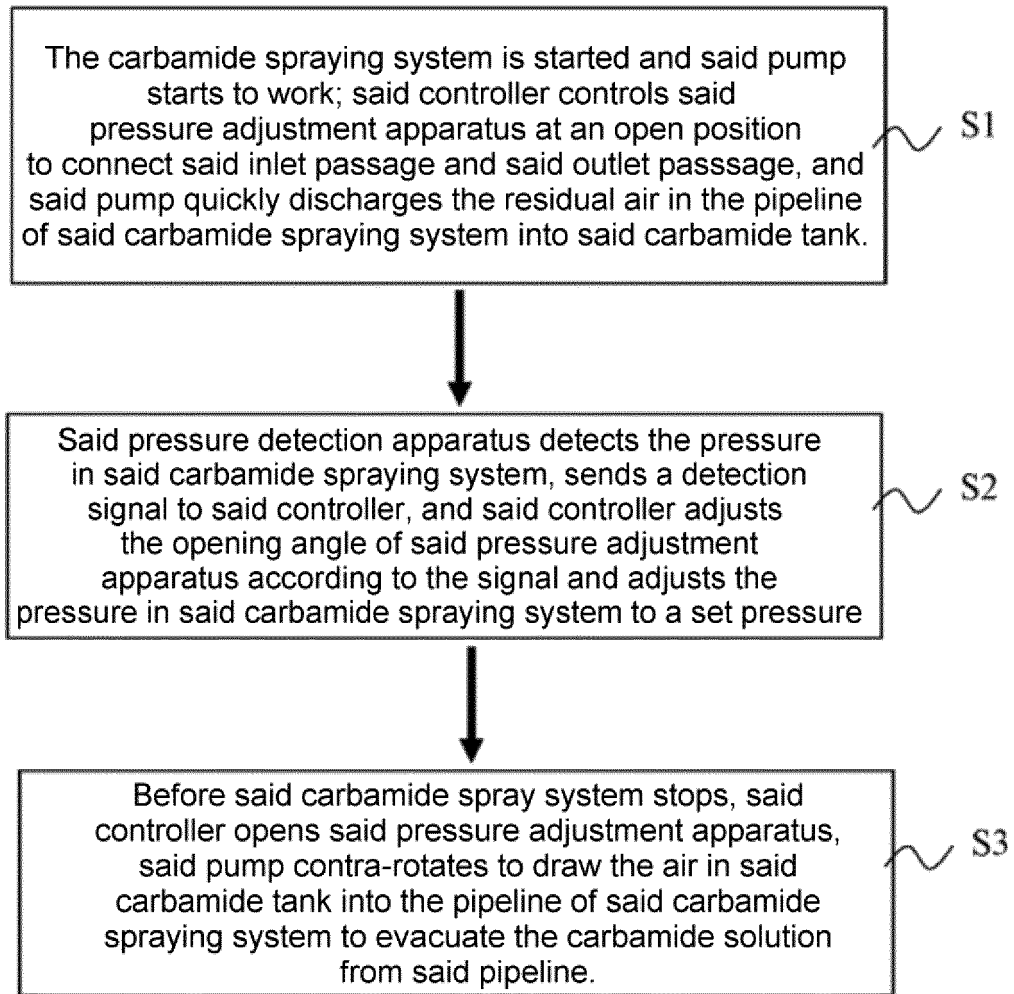 The carbamide spraying system is started and said pump
starts to work; said controller controls said
pressure adjustment apparatus at an open position
to connect said inlet passage and said outlet passsage, and
said pump quickly discharges the residual air in the pipeline
of said carbamide spraying system into said carbamide tank.
S1
Said pressure detection apparatus detects the pressure
in said carbamide spraying system, sends a detection
signal to said controller, and said controller adjusts
the opening angle of said pressure adjustment
apparatus according to the signal and adjusts the
pressure in said carbamide spraying system to a set pressure
S2
Before said carbamide spray system stops, said
controller opens said pressure adjustment apparatus,
said pump contra-rotates to draw the air in said
carbamide tank into the pipeline of said carbamide
spraying system to evacuate the carbamide solution
from said pipeline.
S3